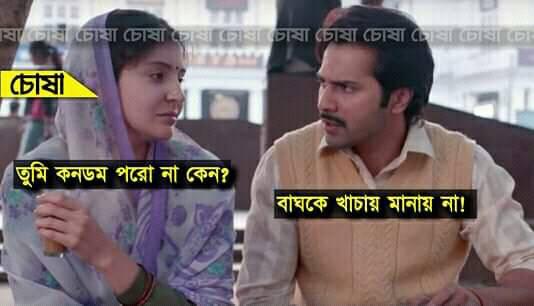 চোষা চোষা চোষা চোষা চোষা চোষা চোষা চোষা চোষা
চোষা
তুমি কনডম পরো না কেন?
বাঘকে খাচায় মানায় না!